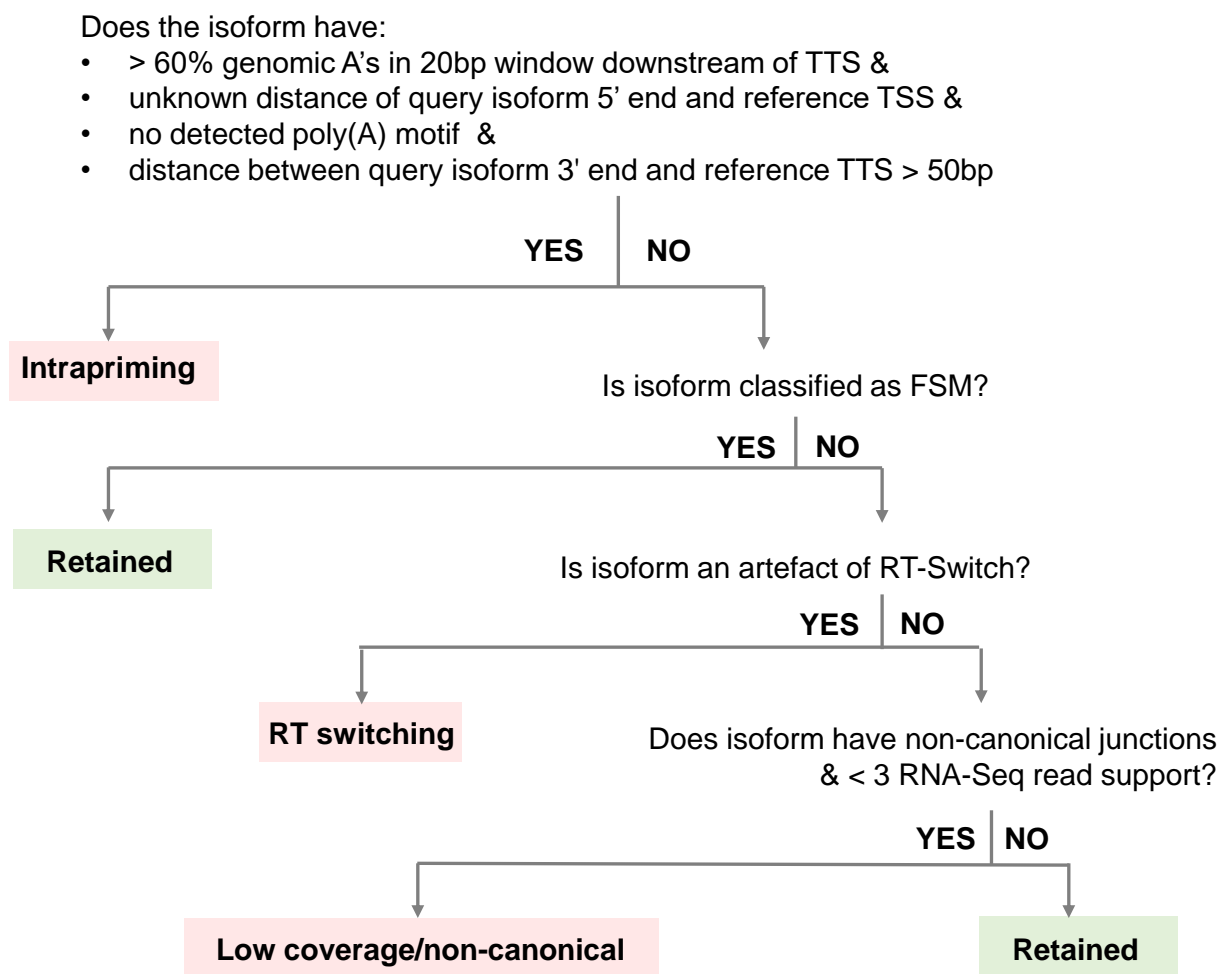 Does the isoform have:
• > 60% genomic A’s in 20bp window downstream of TTS &
• unknown distance of query isoform 5’ end and reference TSS &
• no detected poly(A) motif &
• distance between query isoform 3' end and reference TTS > 50bp
YES NO
Intrapriming
Is isoform classified as FSM?
YES NO
Retained
Is isoform an artefact of RT-Switch?
YES NO
RT switching
Does isoform have non-canonical junctions
& < 3 RNA-Seq read support?
YES NO
Low coverage/non-canonical
Retained